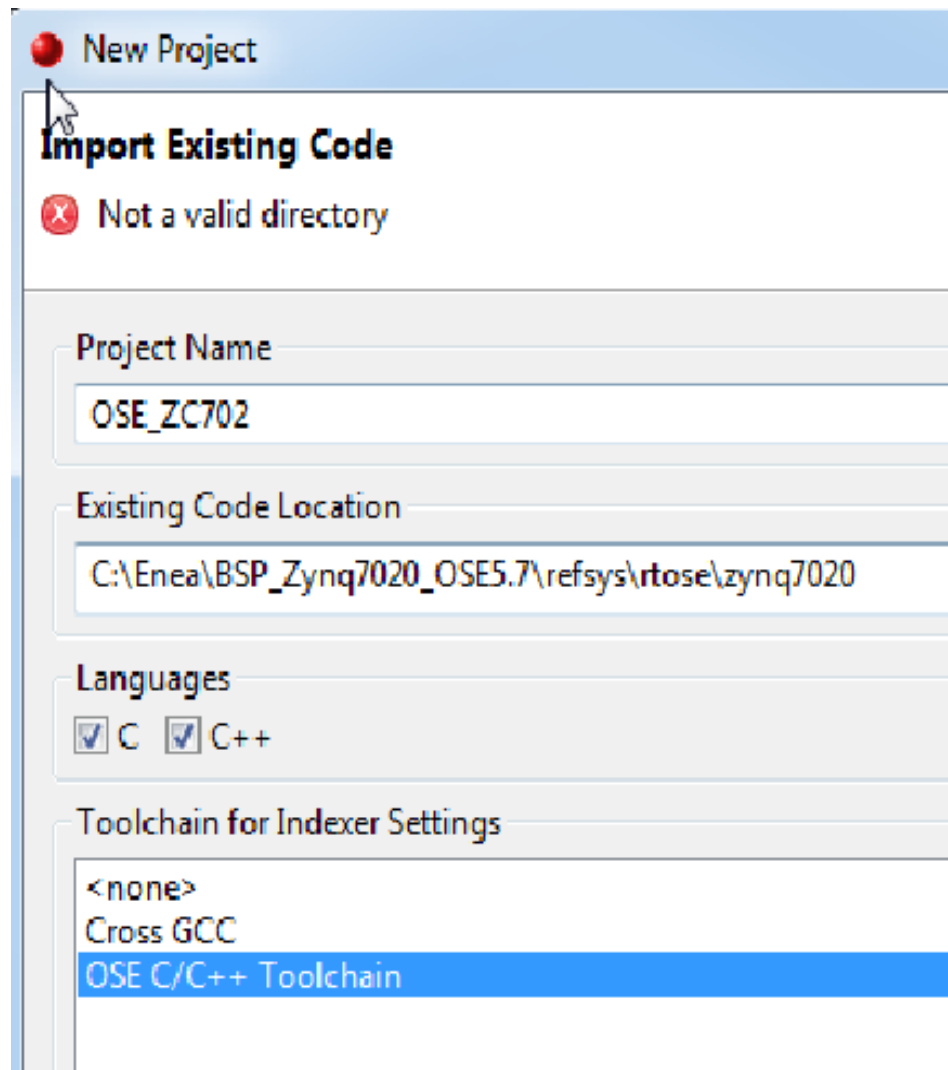 New Project
Import Existing Code
Not a valid directory
Project Name
OSE_ZC702
Existing Code Location
C:\Enea\BSP_Zynq7020_OSE5.7\refsys\rtose\zynq7020
Languages
C C++
Toolchain for Indexer Settings
<none>
Cross GCC
OSE C/C++ Toolchain